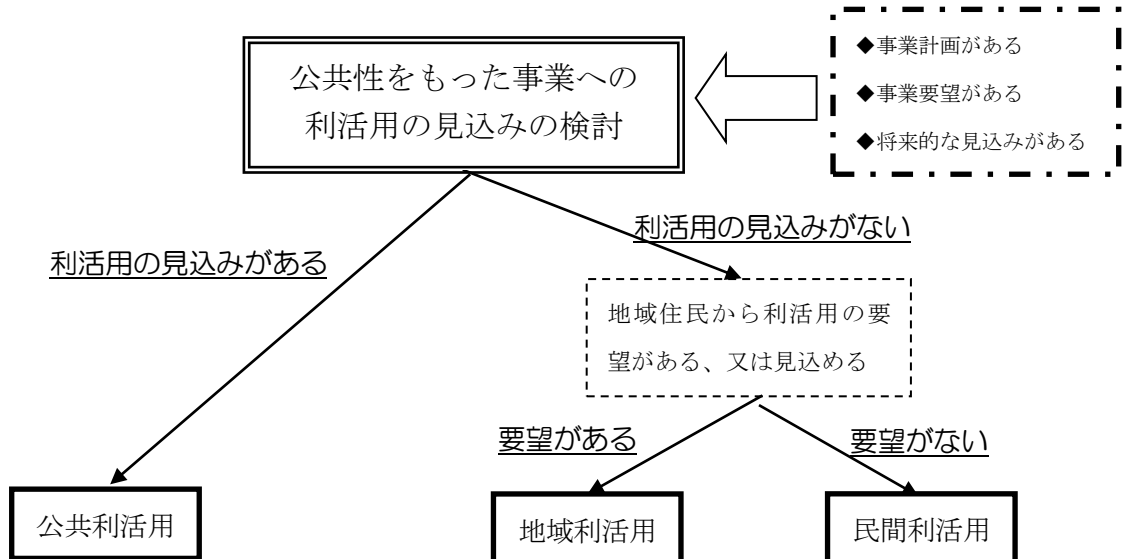 公共性をもった事業への
利活用の見込みの検討
◆事業計画がある
◆事業要望がある
◆将来的な見込みがある
利活用の見込みがある
利活用の見込みがない
地域住民から利活用の要
望がある、又は見込める
要望がある
要望がない
公共利活用
地域利活用
民間利活用